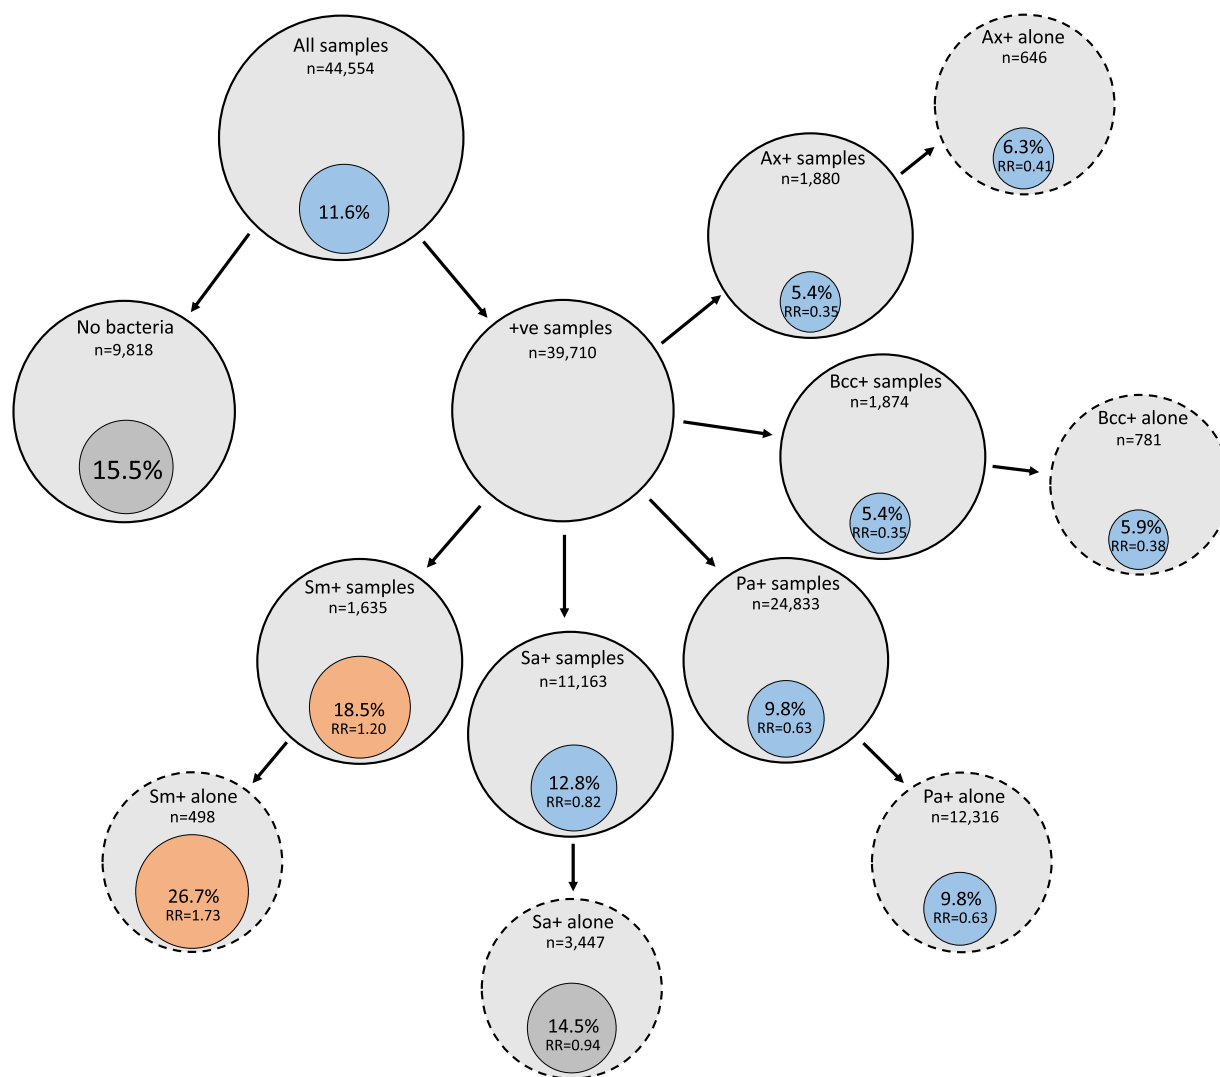 All samples
n=44,554
11.6%
Ax+ alone
n=646
6.3%
RR=0.41
Ax+ samples
n=1,880
5.4%
RR=0.35
No bacteria
n=9,818
15.5%
+ve samples
n=39,710
Bcc+ samples
n=1,874
5.4%
RR=0.35
Bcc+ alone
n=781
5.9%
RR=0.38
Sm+ samples
n=1,635
18.5%
RR=1.20
Sa+ samples
n=11,163
12.8%
RR=0.82
Pa+ samples
n=24,833
9.8%
RR=0.63
Sm+ alone
n=498
26.7%
RR=1.73
Sa+ alone
n=3,447
14.5%
RR=0.94
Pa+ alone
n=12,316
9.8%
RR=0.63